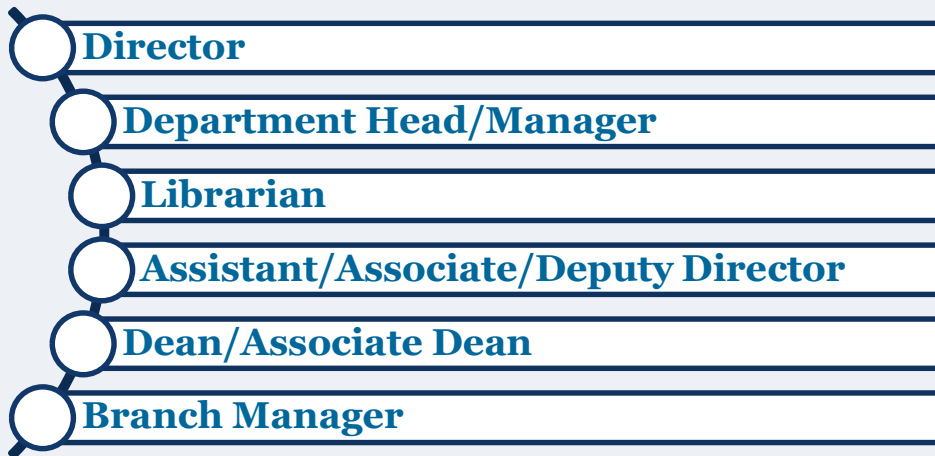 Director
Department Head/Manager
Librarian
Assistant/Associate/Deputy Director
Dean/Associate Dean
Branch Manager